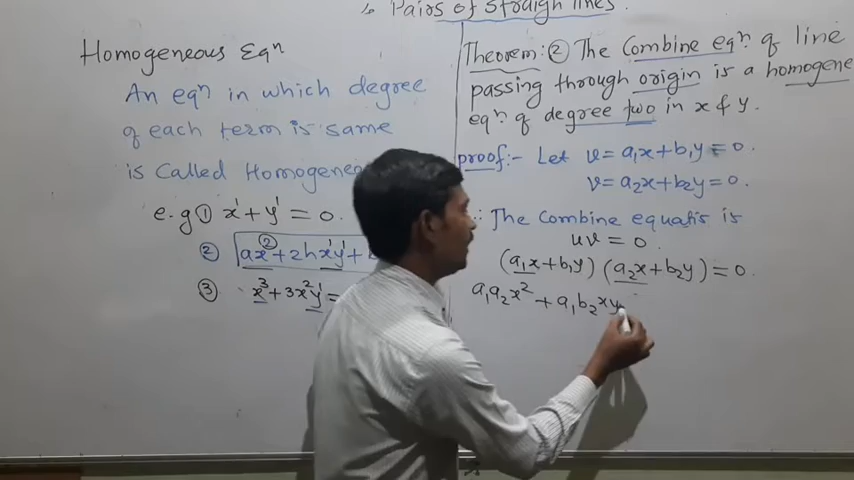 Pairs of straigh lines.
Homogeneous Eqⁿ
An eqⁿ in which degree
of each term is same
is Called Homogene
e.g ① x¹+y¹ = 0.
② ax²+2hx¹y¹+
③ x³+3x²y¹=
Theorem:② The Combine eqⁿ. of line
passing through origin is a homogene
eqⁿ. of degree two in x & y.
proof:- Let v= a₁x+b₁y=0.
v= a₂x+b₂y=0.
∴ The Combine equatis is
uv = 0.
(a₁x+b₁y) (a₂x+b₂y)=0.
a₁a₂x² + a₁b₂xy